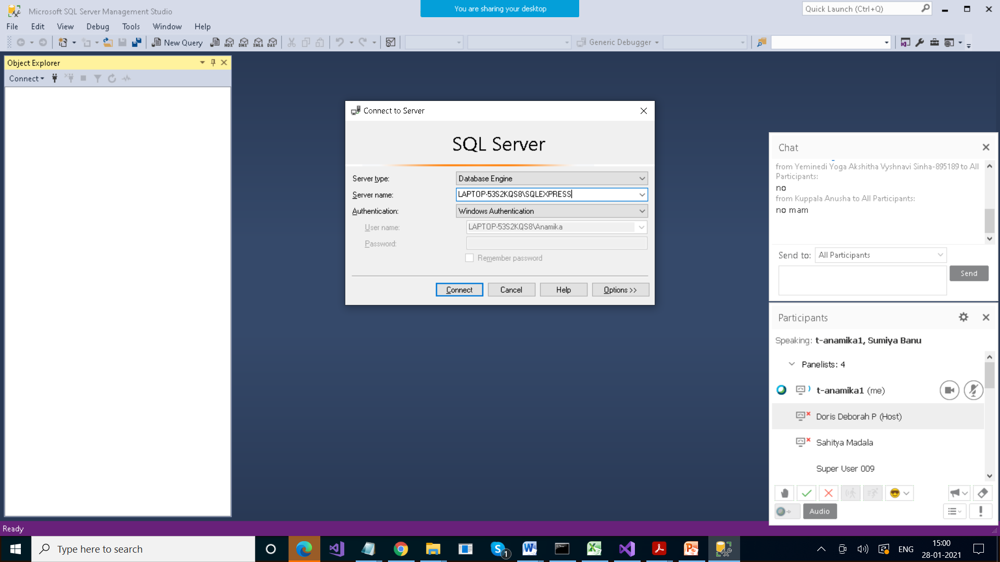 Microsoft SQL Server Management Studio
You are sharing your desktop
Quick Launch (Ctrl+Q)
File Edit View Debug Tools Window Help
New Query
MDX DMX XMLA DAX
Generic Debugger
Object Explorer
Connect
Connect to Server
SQL Server
Server type: Database Engine
Server name: LAPTOP-53S2KQS8\SQLEXPRESS
Authentication: Windows Authentication
User name: LAPTOP-53S2KQS8\Anamika
Password:
Remember password
Connect Cancel Help Options >>
Chat
from Yeminedi Yoga Akshitha Vyshnavi Sinha-895189 to All
Participants:
no
from Kuppala Anusha to All Participants:
no mam
Send to: All Participants
Send
Participants
Speaking: t-anamika1, Sumiya Banu
Panelists: 4
t-anamika1 (me)
Doris Deborah P (Host)
Sahitya Madala
Super User 009
Audio
Ready
Type here to search
1
ENG
15:00
28-01-2021